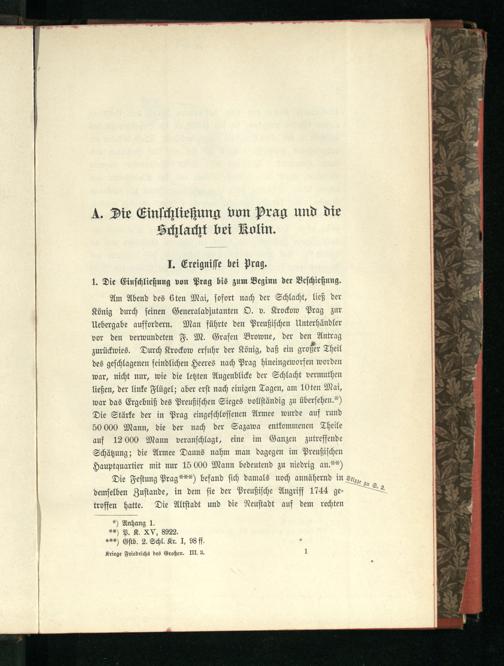 A. Die Einschließung von Prag und die
Schlacht bei Kolin.
I. Ereignisse bei Prag.
1. Die Einschließung von Prag bis zum Beginn der Beschießung.
Am Abend des 6ten Mai, sofort nach der Schlacht, ließ der
König durch seinen Generaladjutanten O. v. Krockow Prag zur
Uebergabe auffordern. Man führte den Preußischen Unterhändler
vor den verwundeten F. M. Grafen Browne, der den Antrag
zurückwies. Durch Krockow erfuhr der König, daß ein großer Theil
des geschlagenen feindlichen Heeres nach Prag hineingeworfen worden
war, nicht nur, wie die letzten Augenblicke der Schlacht vermuthen
ließen, der linke Flügel; aber erst nach einigen Tagen, am 10ten Mai,
war das Ergebniß des Preußischen Sieges vollständig zu übersehen.*)
Die Stärke der in Prag eingeschlossenen Armee wurde auf rund
50 000 Mann, die der nach der Sazawa entkommenen Theile
auf 12 000 Mann veranschlagt, eine im Ganzen zutreffende
Schätzung; die Armee Dauns nahm man dagegen im Preußischen
Hauptquartier mit nur 15 000 Mann bedeutend zu niedrig an.**)
Die Festung Prag***) befand sich damals noch annähernd in
demselben Zustande, in dem sie der Preußische Angriff 1744 ge-
troffen hatte. Die Altstadt und die Neustadt auf dem rechten
Skizze zu S. 2.
*) Anhang 1.
**) P. K. XV, 8922.
***) Gstb. 2. Schl. Kr. I, 98 ff.
Kriege Friedrichs des Großen. III. 3. 1